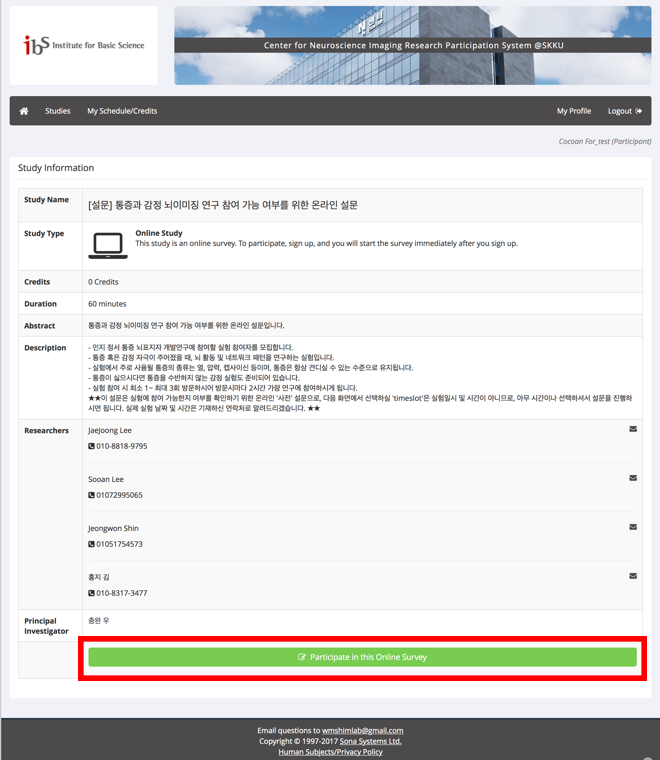 ibs Institute for Basic Science
Center for Neuroscience Imaging Research Participation System @SKKU
Studies
My Schedule/Credits
My Profile
Logout
Cocoan For_test (Participant)
Study Information
Study Name
[설문] 통증과 감정 뇌이미징 연구 참여 가능 여부를 위한 온라인 설문
Study Type
Online Study
This study is an online survey. To participate, sign up, and you will start the survey immediately after you sign up.
Credits
0 Credits
Duration
60 minutes
Abstract
통증과 감정 뇌이미징 연구 참여 가능 여부를 위한 온라인 설문입니다.
Description
- 인지 정서 통증 뇌표지자 개발연구에 참여할 실험 참여자를 모집합니다.
- 통증 혹은 감정 자극이 주어졌을 때, 뇌 활동 및 네트워크 패턴을 연구하는 실험입니다.
- 실험에서 주로 사용될 통증의 종류는 열, 압력, 캡사이신 등이며, 통증은 항상 견디실 수 있는 수준으로 유지됩니다.
- 통증이 싫으시다면 통증을 수반하지 않는 감정 실험도 준비되어 있습니다.
- 실험 참여 시 최소 1~ 최대 3회 방문하시어 방문시마다 2시간 가량 연구에 참여하시게 됩니다.
★★이 설문은 실험에 참여 가능한지 여부를 확인하기 위한 온라인 '사전' 설문으로, 다음 화면에서 선택하실 'timeslot'은 실험일시 및 시간이 아니므로, 아무 시간이나 선택하셔서 설문을 진행하
시면 됩니다. 실제 실험 날짜 및 시간은 기재하신 연락처로 알려드리겠습니다. ★★
Researchers
JaeJoong Lee
010-8818-9795
Sooan Lee
01072995065
Jeongwon Shin
01051754573
홍지 김
010-8317-3477
Principal
Investigator
충완 우
Participate in this Online Survey
Email questions to wmshimlab@gmail.com
Copyright © 1997-2017 Sona Systems Ltd.
Human Subjects/Privacy Policy